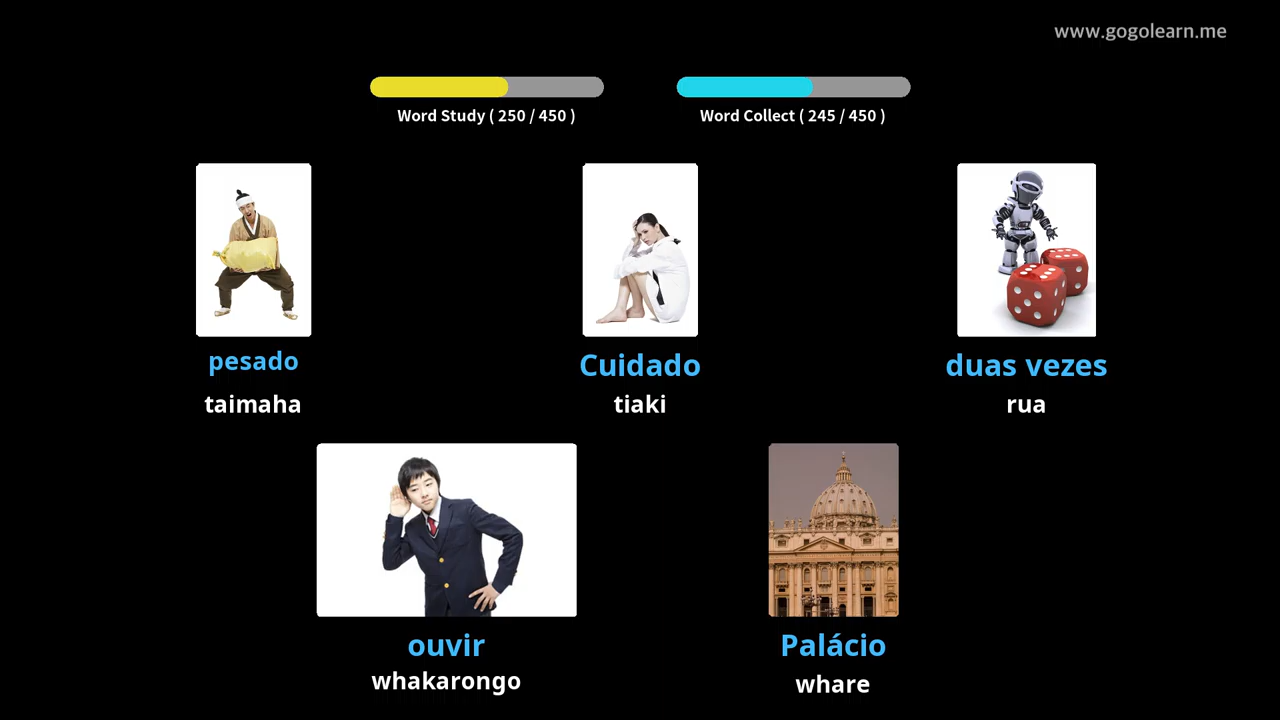 www.gogolearn.me
Word Study ( 250 / 450 )
Word Collect ( 245 / 450 )
pesado
taimaha
Cuidado
tiaki
duas vezes
rua
ouvir
whakarongo
Palácio
whare